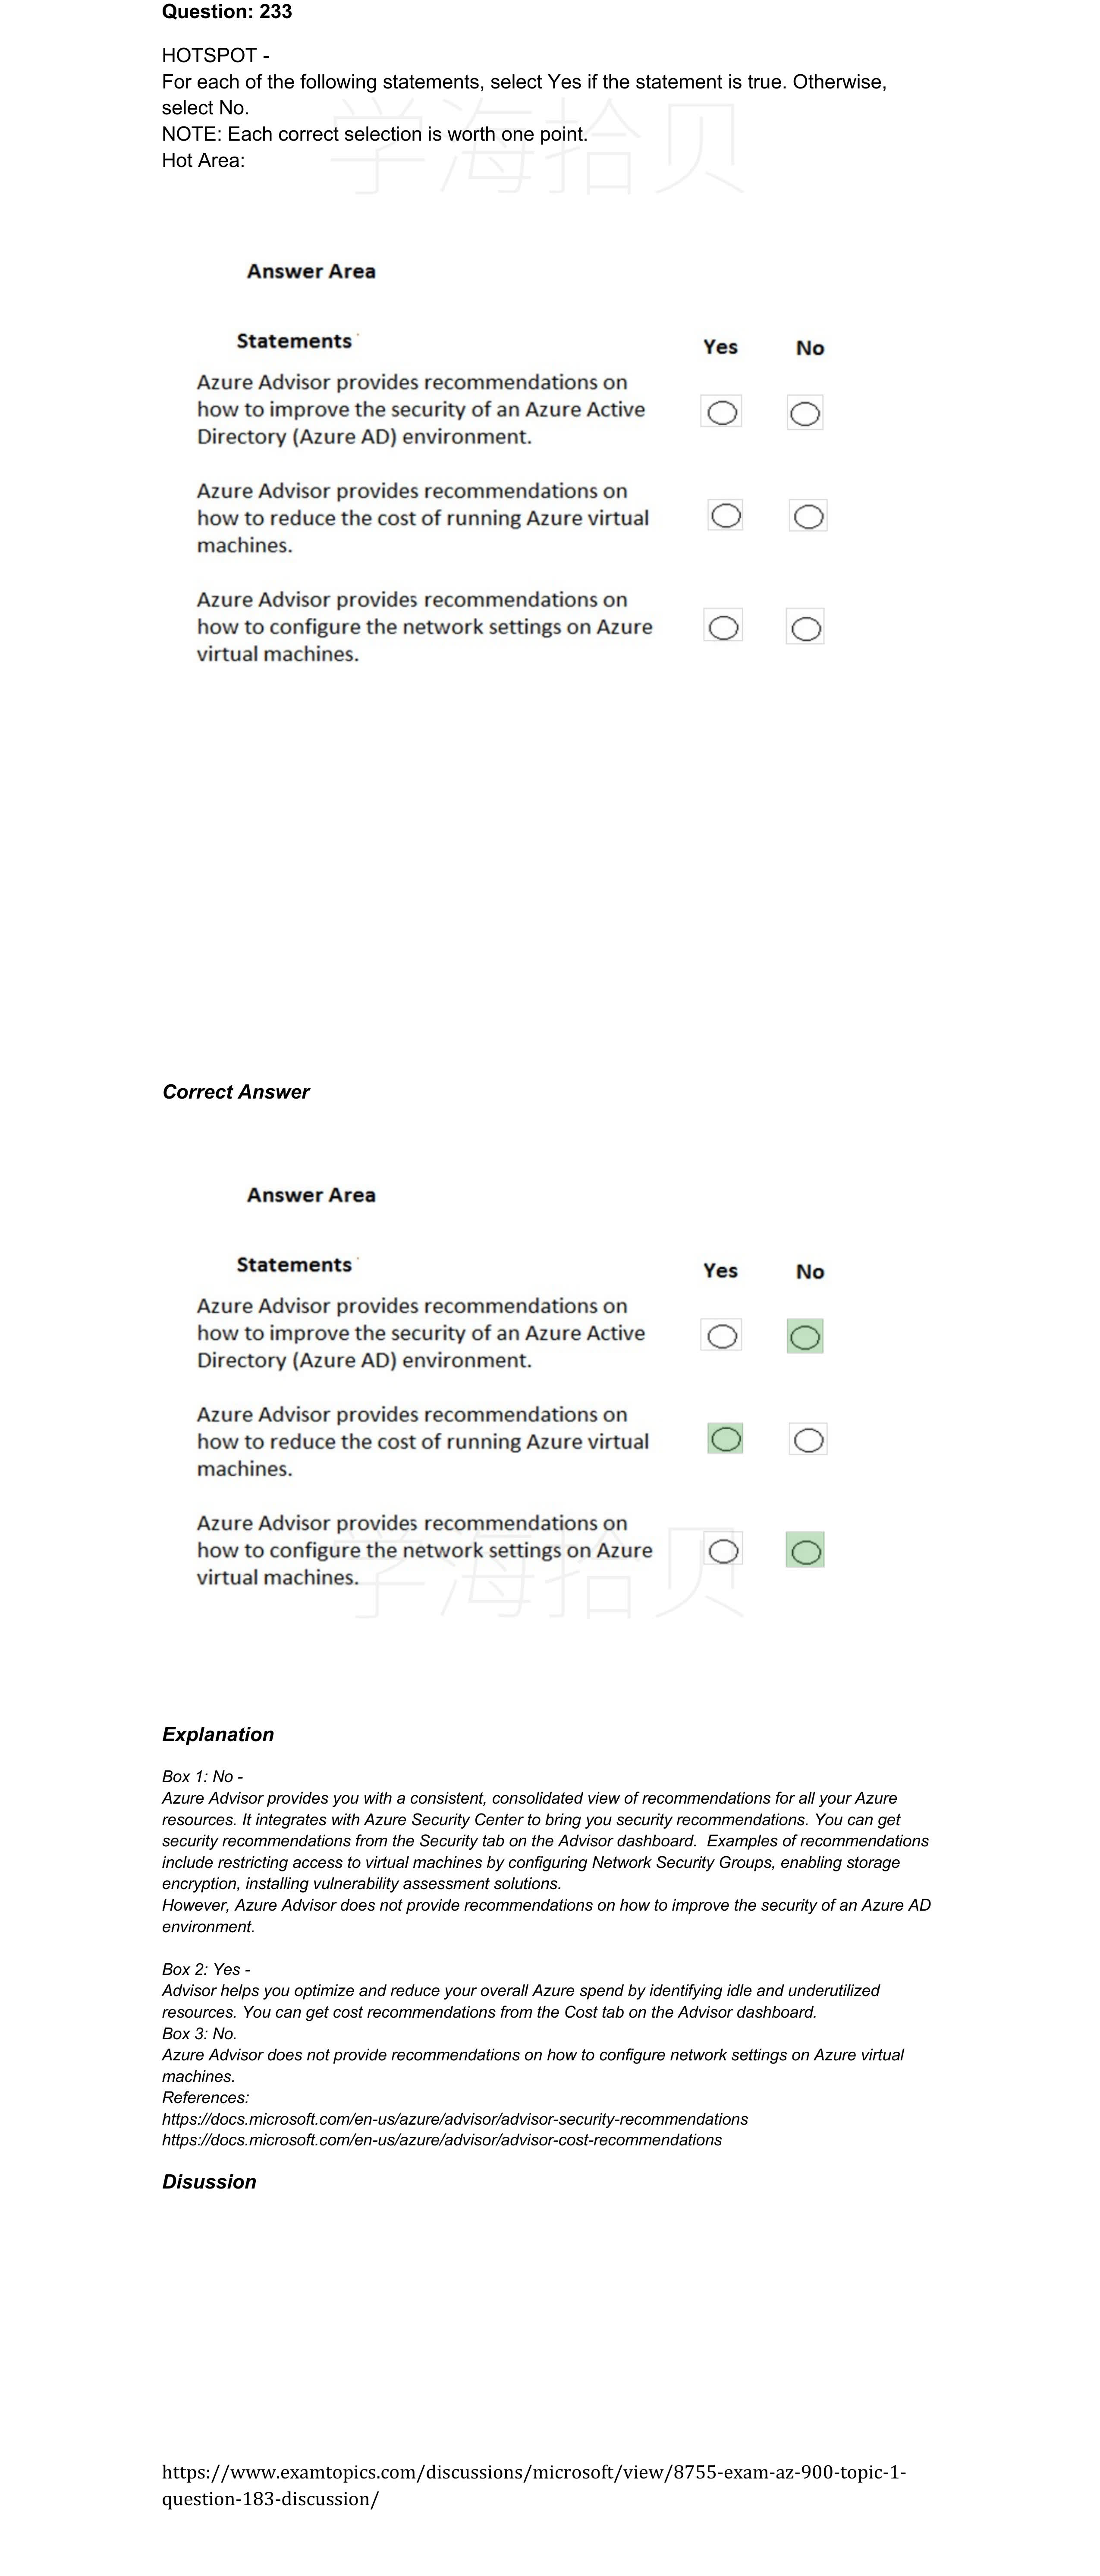 Question: 233
HOTSPOT -
For each of the following statements, select Yes if the statement is true. Otherwise,
select No.
NOTE: Each correct selection is worth one point.
Hot Area:
学海拾贝
Answer Area
Statements Yes No
Azure Advisor provides recommendations on
how to improve the security of an Azure Active
Directory (Azure AD) environment.
Azure Advisor provides recommendations on
how to reduce the cost of running Azure virtual
machines.
Azure Advisor provides recommendations on
how to configure the network settings on Azure
virtual machines.
Correct Answer
Answer Area
Statements Yes No
Azure Advisor provides recommendations on
how to improve the security of an Azure Active
Directory (Azure AD) environment.
Azure Advisor provides recommendations on
how to reduce the cost of running Azure virtual
machines.
Azure Advisor provides recommendations on
how to configure the network settings on Azure
virtual machines.
学海拾贝
Explanation
Box 1: No -
Azure Advisor provides you with a consistent, consolidated view of recommendations for all your Azure
resources. It integrates with Azure Security Center to bring you security recommendations. You can get
security recommendations from the Security tab on the Advisor dashboard. Examples of recommendations
include restricting access to virtual machines by configuring Network Security Groups, enabling storage
encryption, installing vulnerability assessment solutions.
However, Azure Advisor does not provide recommendations on how to improve the security of an Azure AD
environment.
Box 2: Yes -
Advisor helps you optimize and reduce your overall Azure spend by identifying idle and underutilized
resources. You can get cost recommendations from the Cost tab on the Advisor dashboard.
Box 3: No.
Azure Advisor does not provide recommendations on how to configure network settings on Azure virtual
machines.
References:
https://docs.microsoft.com/en-us/azure/advisor/advisor-security-recommendations
https://docs.microsoft.com/en-us/azure/advisor/advisor-cost-recommendations
Disussion
https://www.examtopics.com/discussions/microsoft/view/8755-exam-az-900-topic-1-
question-183-discussion/